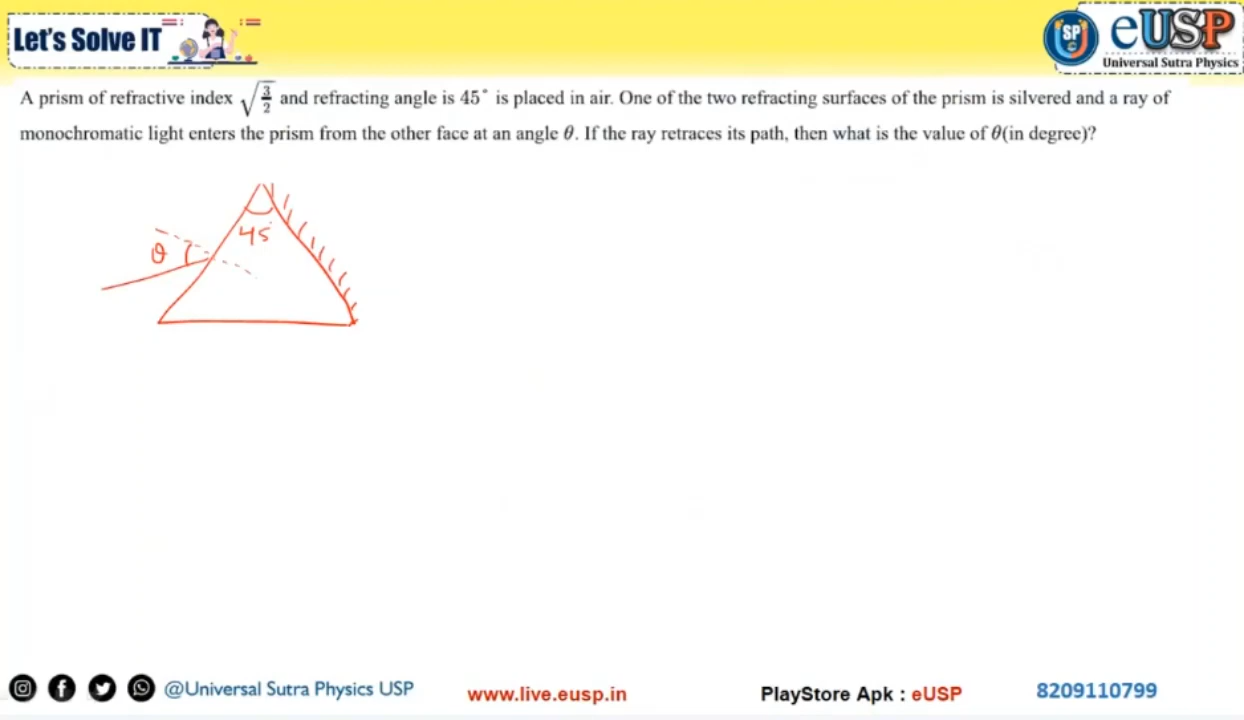 Let's Solve IT
SP
eUSP
Universal Sutra Physics
A prism of refractive index √(3/2) and refracting angle is 45° is placed in air. One of the two refracting surfaces of the prism is silvered and a ray of
monochromatic light enters the prism from the other face at an angle θ. If the ray retraces its path, then what is the value of θ(in degree)?
45°
θ
@Universal Sutra Physics USP
www.live.eusp.in
PlayStore Apk : eUSP
8209110799